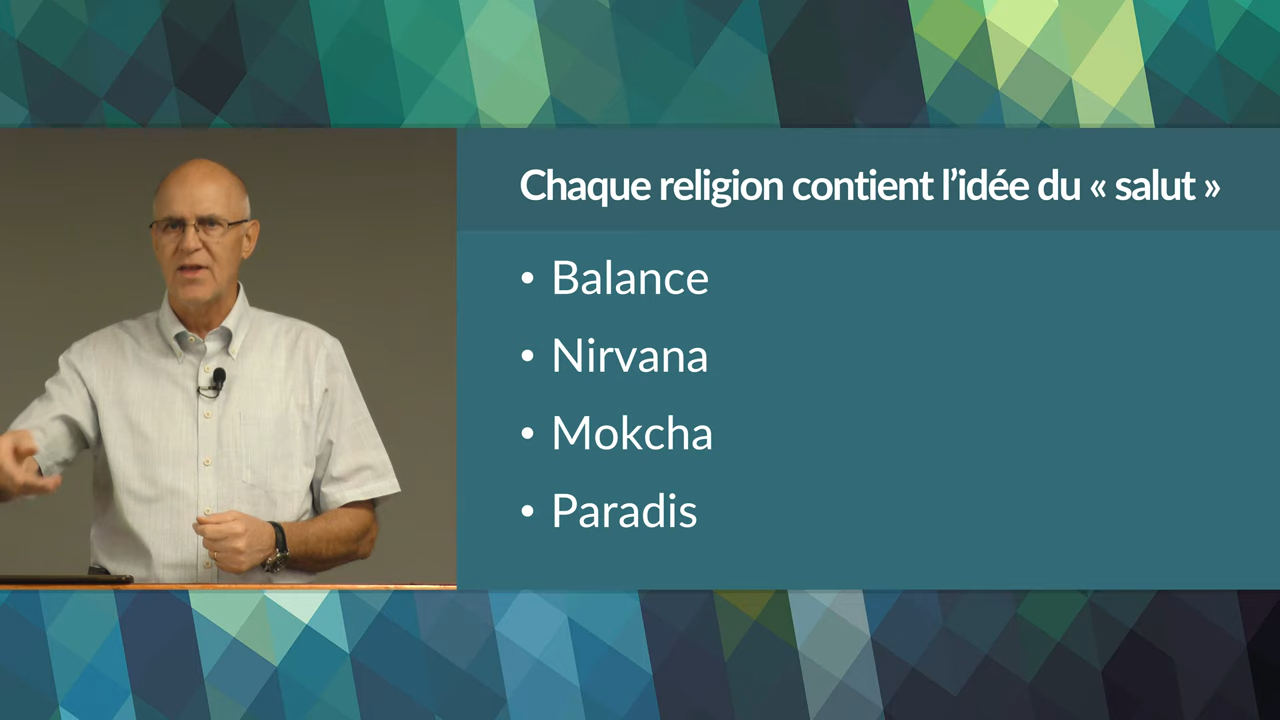 Chaque religion contient l’idée du « salut »
• Balance
• Nirvana
• Mokcha
• Paradis